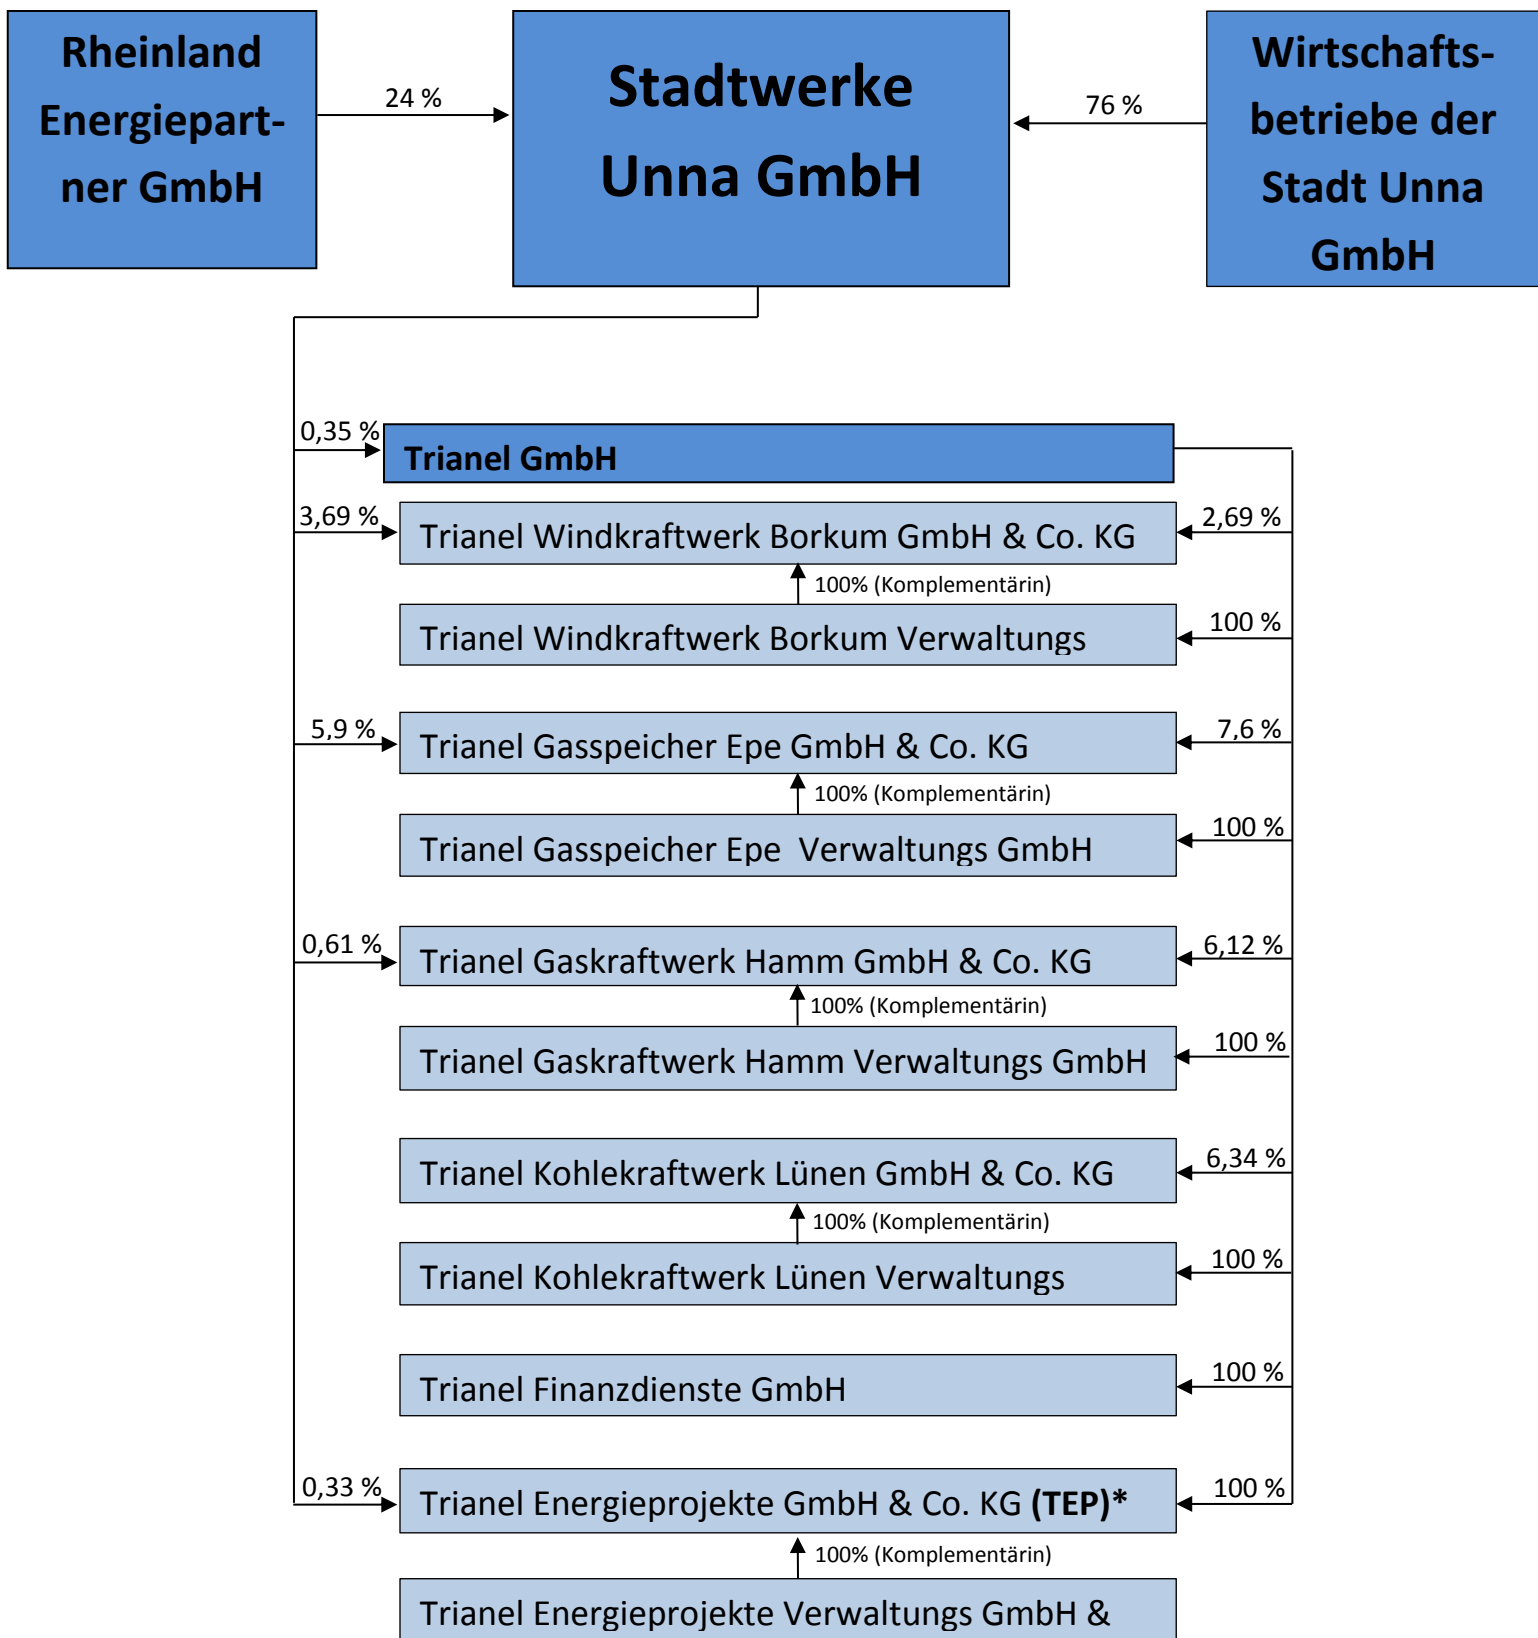 Rheinland
Energiepart-
ner GmbH
24 %
Stadtwerke
Unna GmbH
76 %
Wirtschafts-
betriebe der
Stadt Unna
GmbH
0,35 %
Trianel GmbH
3,69 %
Trianel Windkraftwerk Borkum GmbH & Co. KG
2,69 %
100% (Komplementärin)
Trianel Windkraftwerk Borkum Verwaltungs
100 %
5,9 %
Trianel Gasspeicher Epe GmbH & Co. KG
7,6 %
100% (Komplementärin)
Trianel Gasspeicher Epe  Verwaltungs GmbH
100 %
0,61 %
Trianel Gaskraftwerk Hamm GmbH & Co. KG
6,12 %
100% (Komplementärin)
Trianel Gaskraftwerk Hamm Verwaltungs GmbH
100 %
Trianel Kohlekraftwerk Lünen GmbH & Co. KG
6,34 %
100% (Komplementärin)
Trianel Kohlekraftwerk Lünen Verwaltungs
100 %
Trianel Finanzdienste GmbH
100 %
0,33 %
Trianel Energieprojekte GmbH & Co. KG (TEP)*
100 %
100% (Komplementärin)
Trianel Energieprojekte Verwaltungs GmbH &